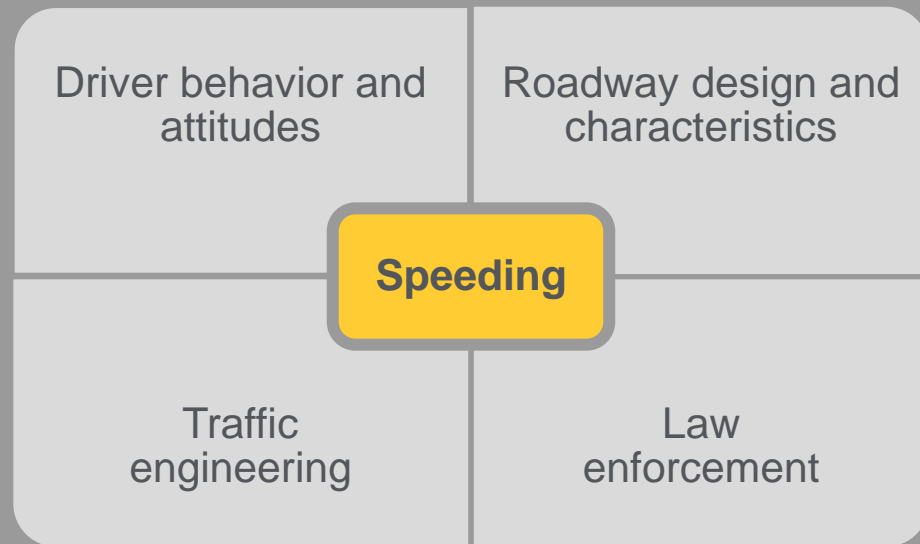 Driver behavior and
attitudes
Roadway design and
characteristics
Speeding
Traffic
engineering
Law
enforcement